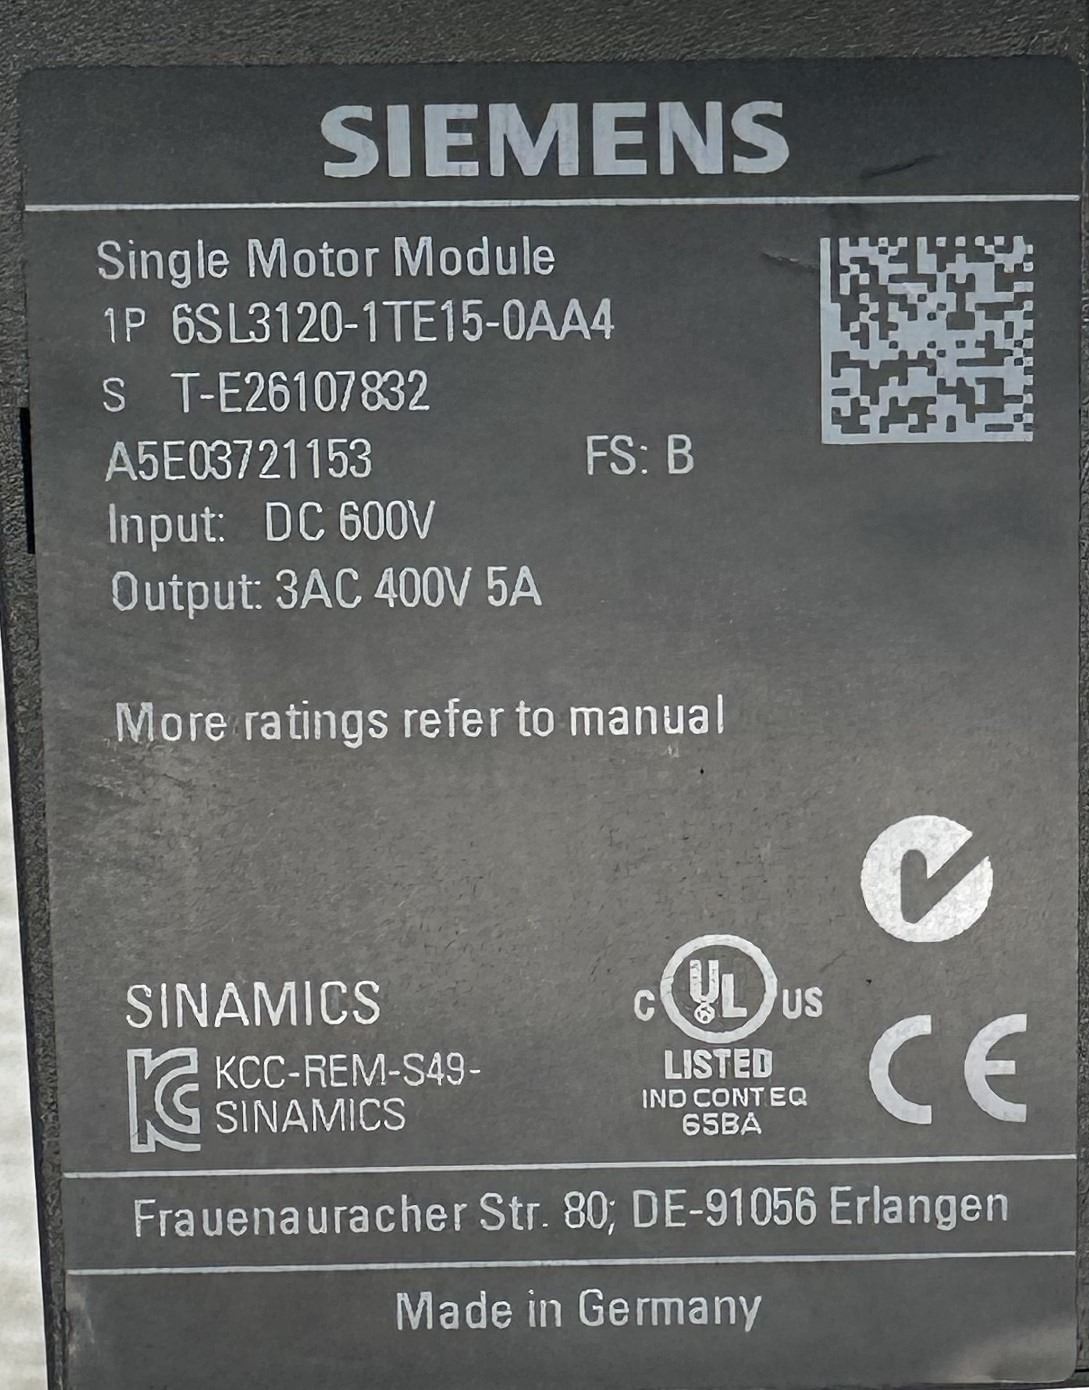 SIEMENS
Single Motor Module
1P 6SL3120-1TE15-0AA4
S T-E26107832
A5E03721153 FS: B
Input: DC 600V
Output: 3AC 400V 5A
More ratings refer to manual
SINAMICS
KCC-REM-S49-
SINAMICS
C UL US
LISTED
IND CONT EQ
65BA
CE
Frauenauracher Str. 80; DE-91056 Erlangen
Made in Germany